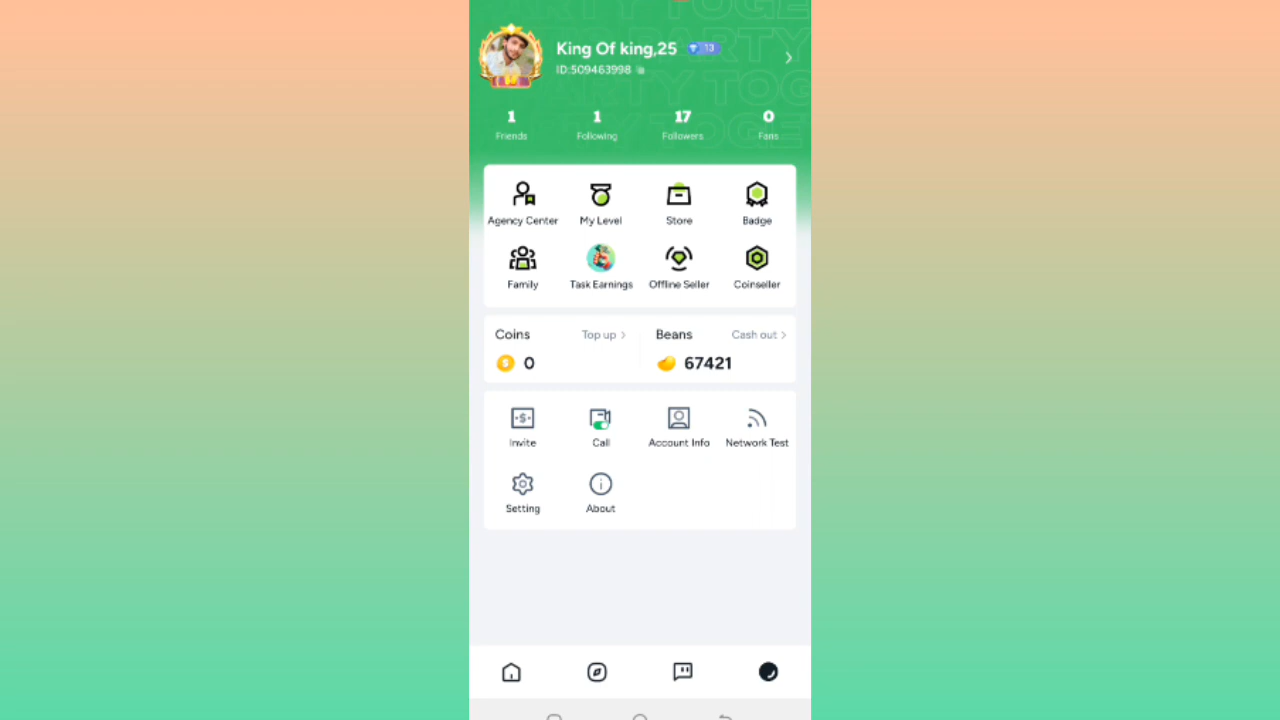 PARTY TOGE
King Of king,25
13
ID:509463998
1 1 17 0
Friends Following Followers Fans
Agency Center My Level Store Badge
Family Task Earnings Offline Seller Coinseller
Coins Top up Beans Cash out
0 67421
Invite Call Account Info Network Test
Setting About